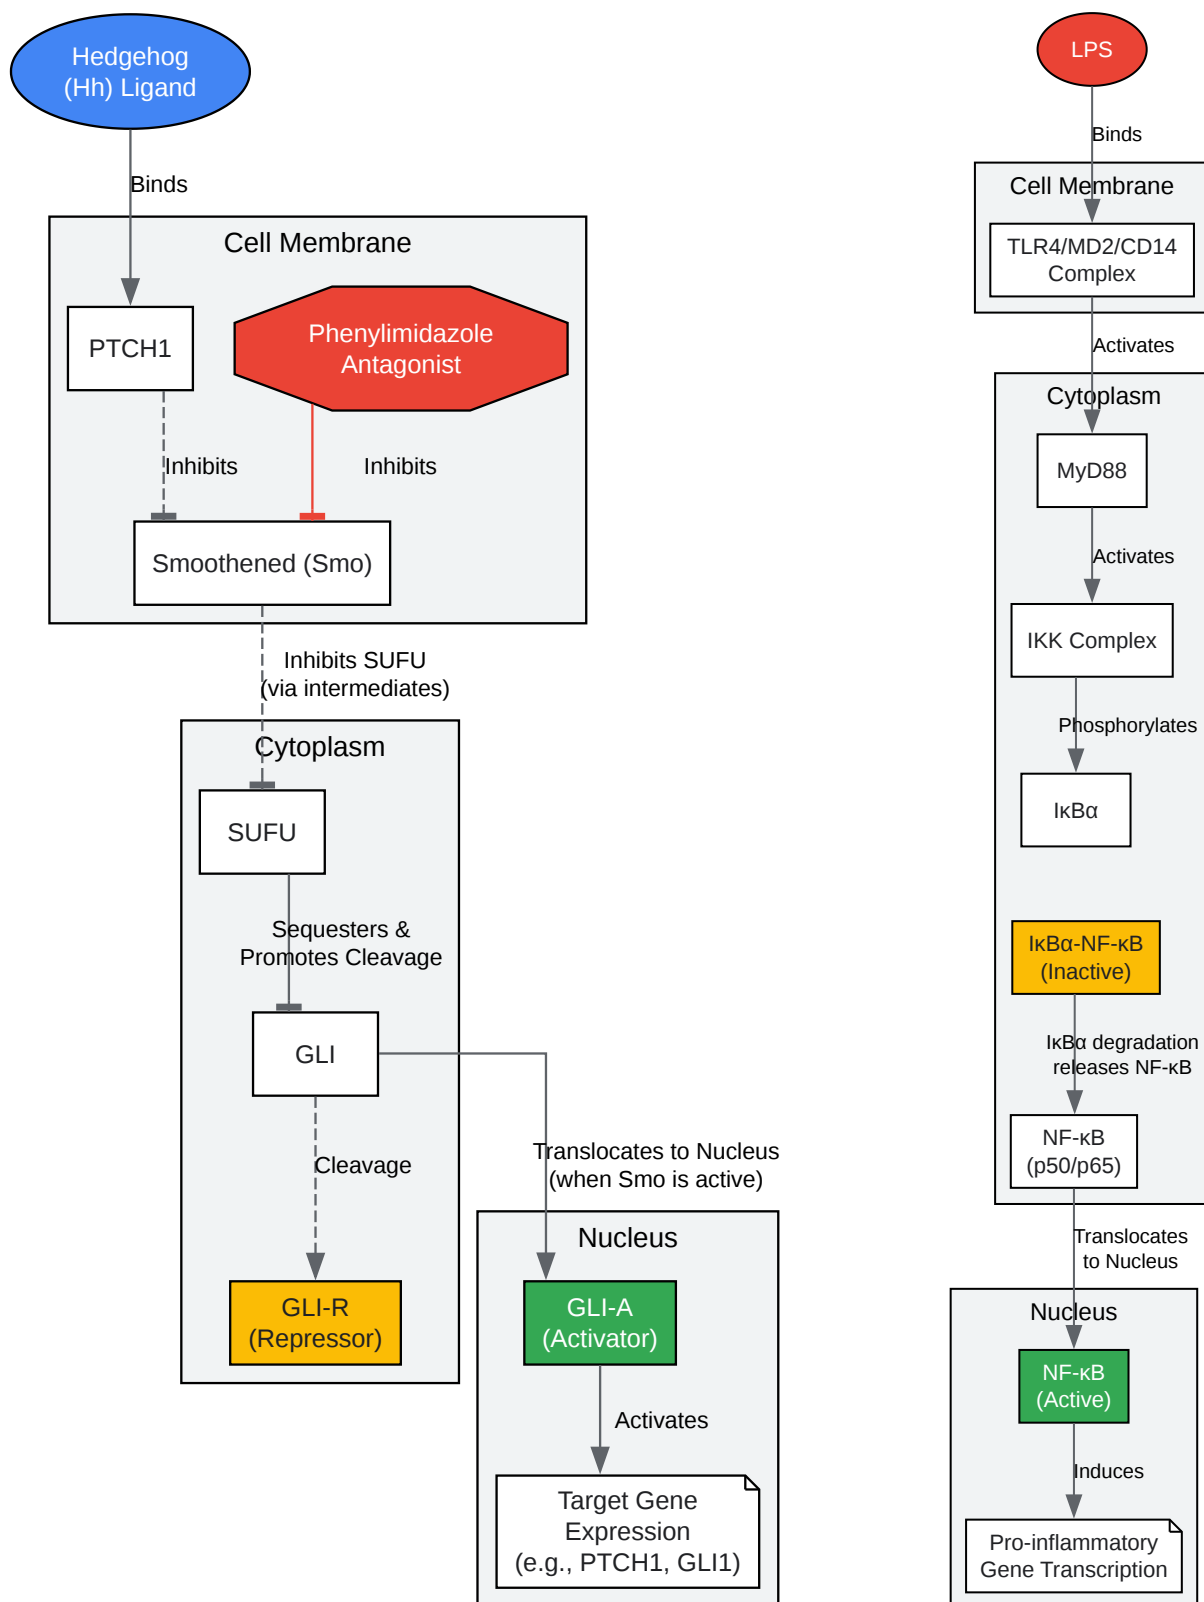 Hedgehog
(Hh) Ligand
Binds
Cell Membrane
PTCH1
Phenylimidazole
Antagonist
Inhibits
Inhibits
Smoothened (Smo)
Inhibits SUFU
(via intermediates)
Cytoplasm
SUFU
Sequesters &
Promotes Cleavage
GLI
Cleavage
Translocates to Nucleus
(when Smo is active)
Nucleus
GLI-R
(Repressor)
GLI-A
(Activator)
Activates
Target Gene
Expression
(e.g., PTCH1, GLI1)
LPS
Binds
Cell Membrane
TLR4/MD2/CD14
Complex
Activates
Cytoplasm
MyD88
Activates
IKK Complex
Phosphorylates
IκBα
IκBα-NF-κB
(Inactive)
IκBα degradation
releases NF-κB
NF-κB
(p50/p65)
Translocates
to Nucleus
Nucleus
NF-κB
(Active)
Induces
Pro-inflammatory
Gene Transcription